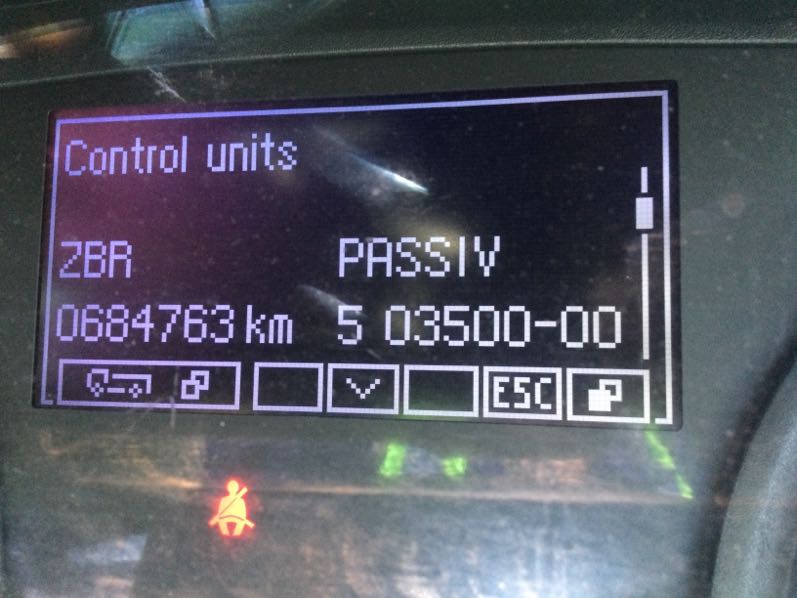 Control units
ZBR PASSIV
0684763 km 5 03500-00
ESC